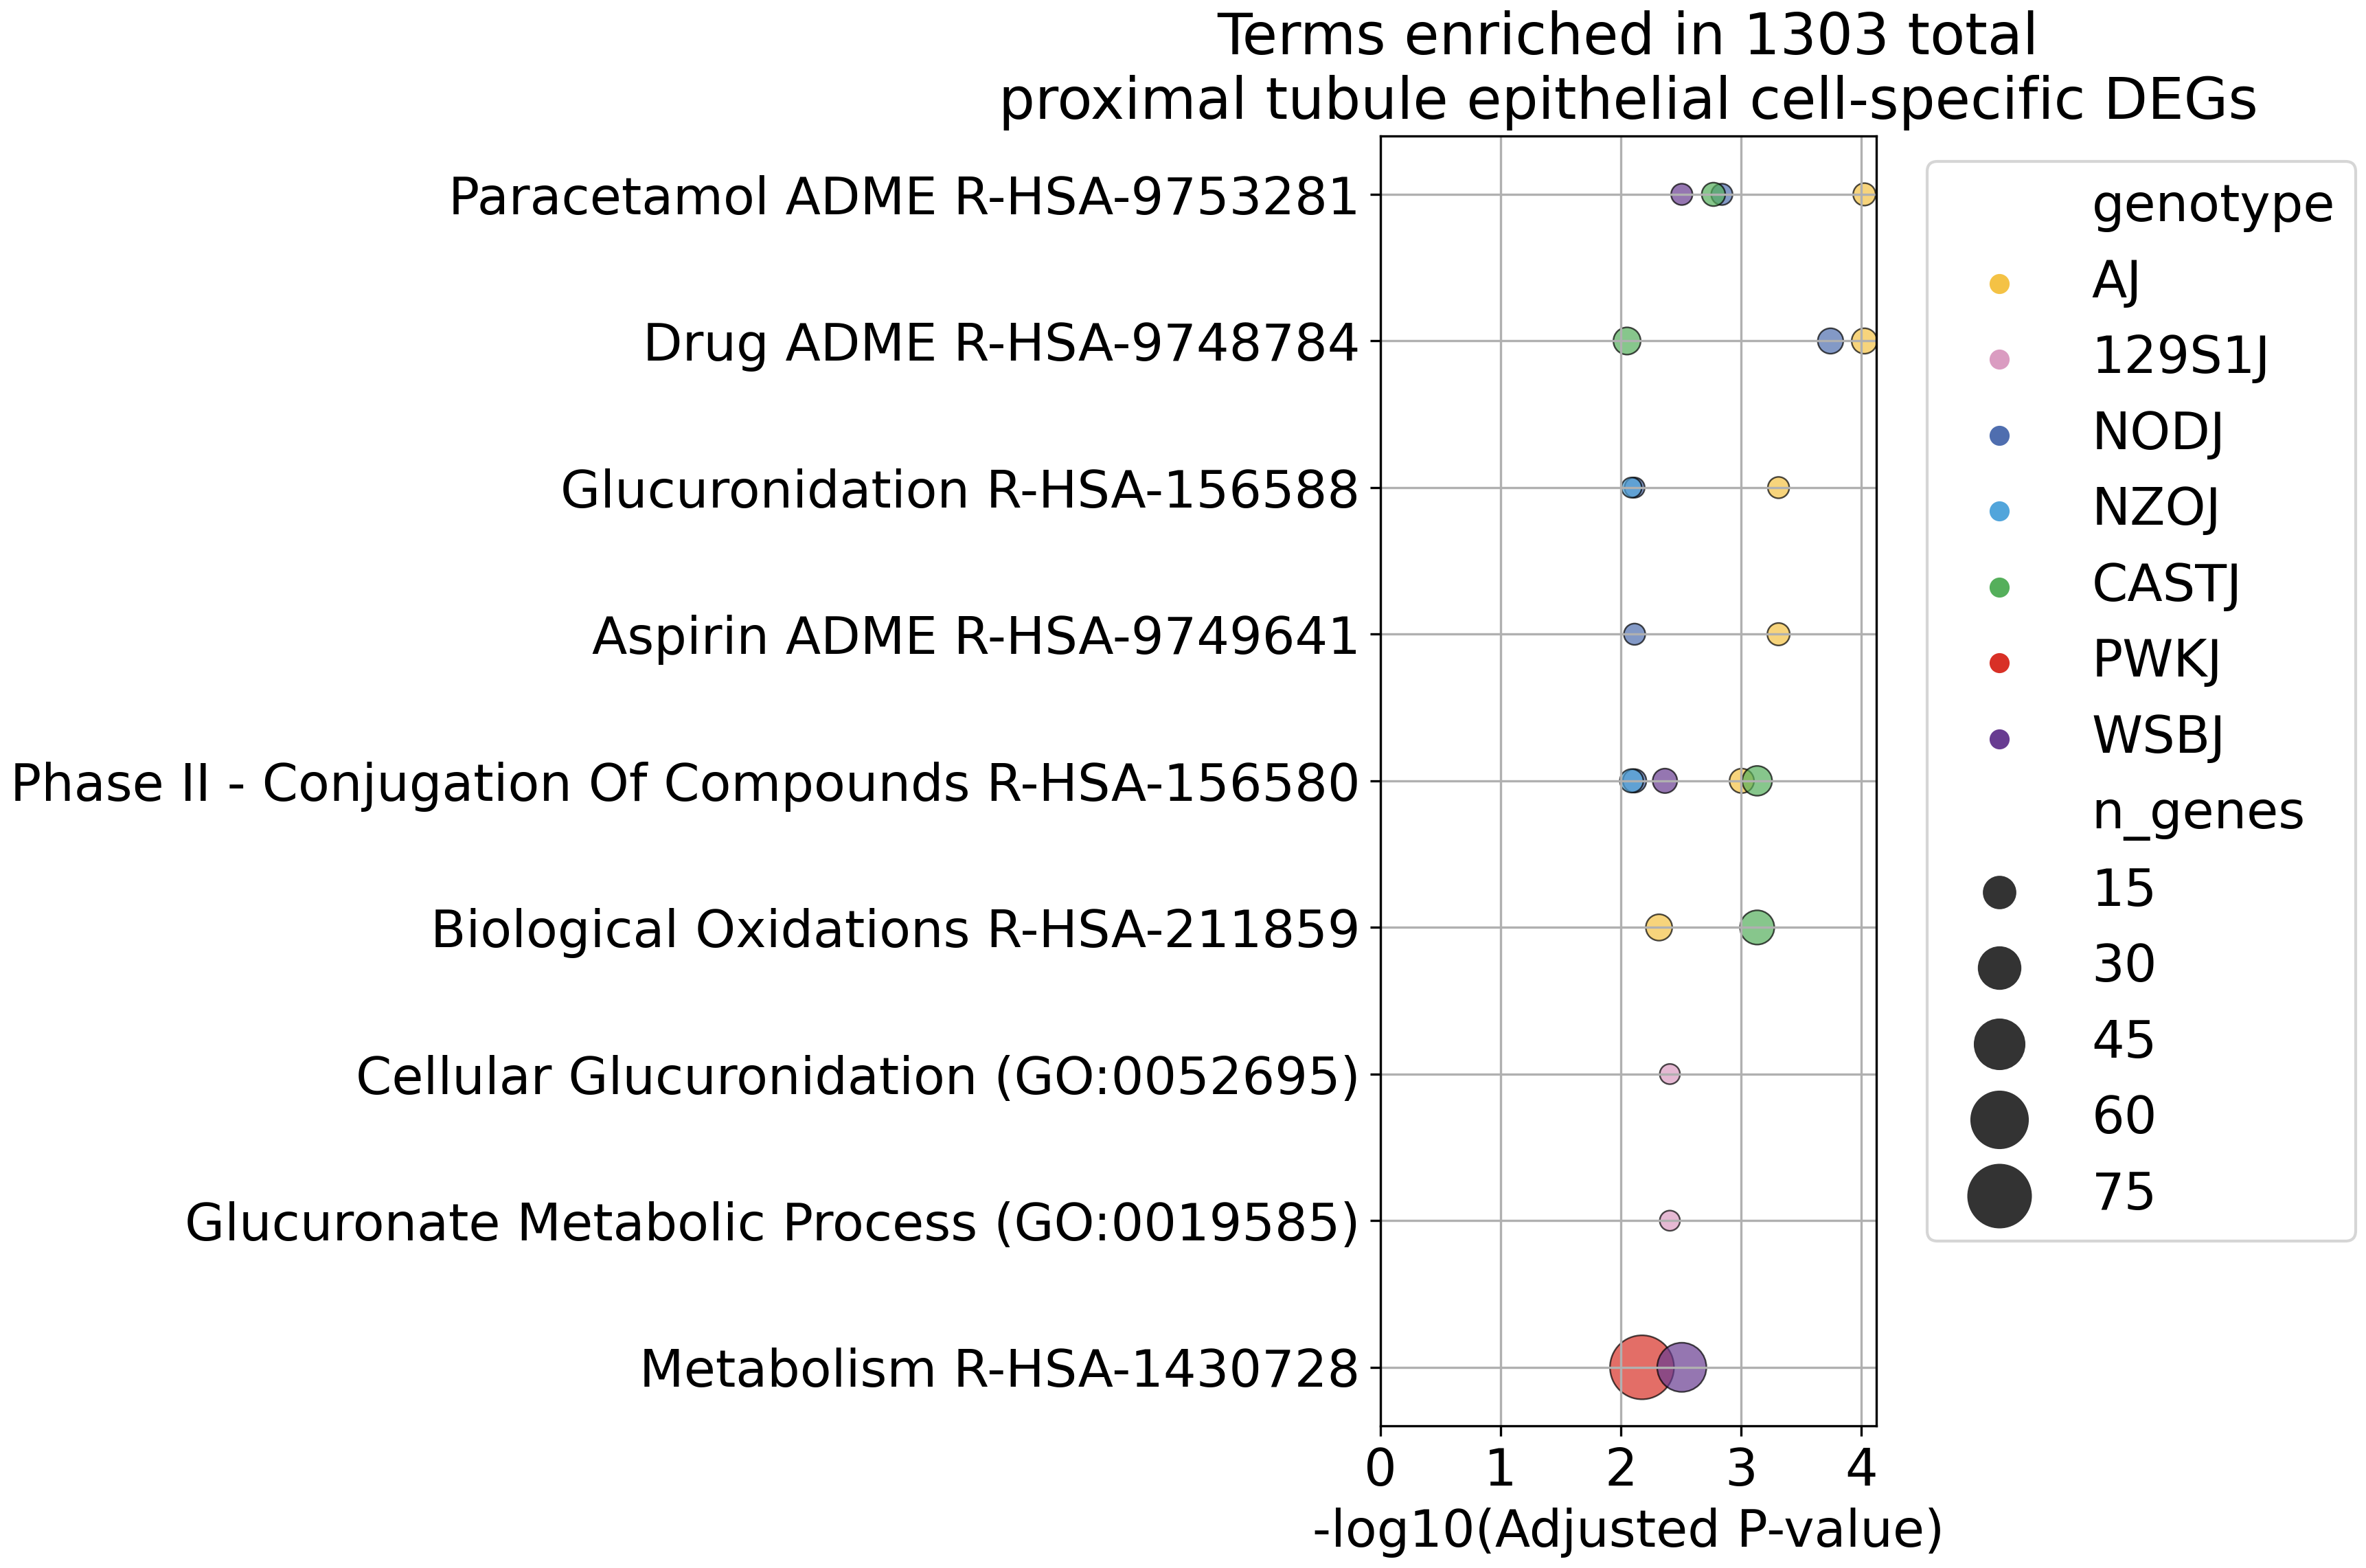 Terms enriched in 1303 total
proximal tubule epithelial cell-specific DEGs
Paracetamol ADME R-HSA-9753281
Drug ADME R-HSA-9748784
Glucuronidation R-HSA-156588
Aspirin ADME R-HSA-9749641
Phase II - Conjugation Of Compounds R-HSA-156580
Biological Oxidations R-HSA-211859
Cellular Glucuronidation (GO:0052695)
Glucuronate Metabolic Process (GO:0019585)
Metabolism R-HSA-1430728
0 1 2 3 4
-log10(Adjusted P-value)
genotype
AJ
129S1J
NODJ
NZOJ
CASTJ
PWKJ
WSBJ
n_genes
15
30
45
60
75